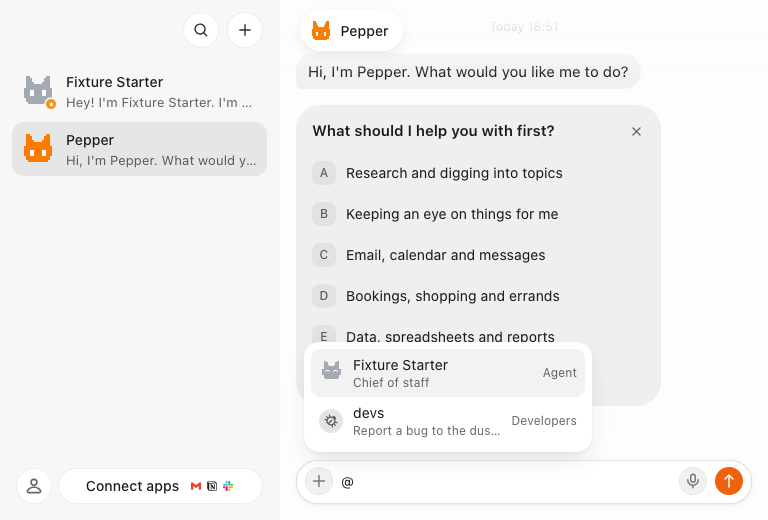 Fixture Starter
Hey! I'm Fixture Starter. I'm ...
Pepper
Hi, I'm Pepper. What would y...
Connect apps
Pepper
Today 18:51
Hi, I'm Pepper. What would you like me to do?
What should I help you with first?
A Research and digging into topics
B Keeping an eye on things for me
C Email, calendar and messages
D Bookings, shopping and errands
E Data, spreadsheets and reports
Fixture Starter
Chief of staff
Agent
devs
Report a bug to the dus...
Developers
@